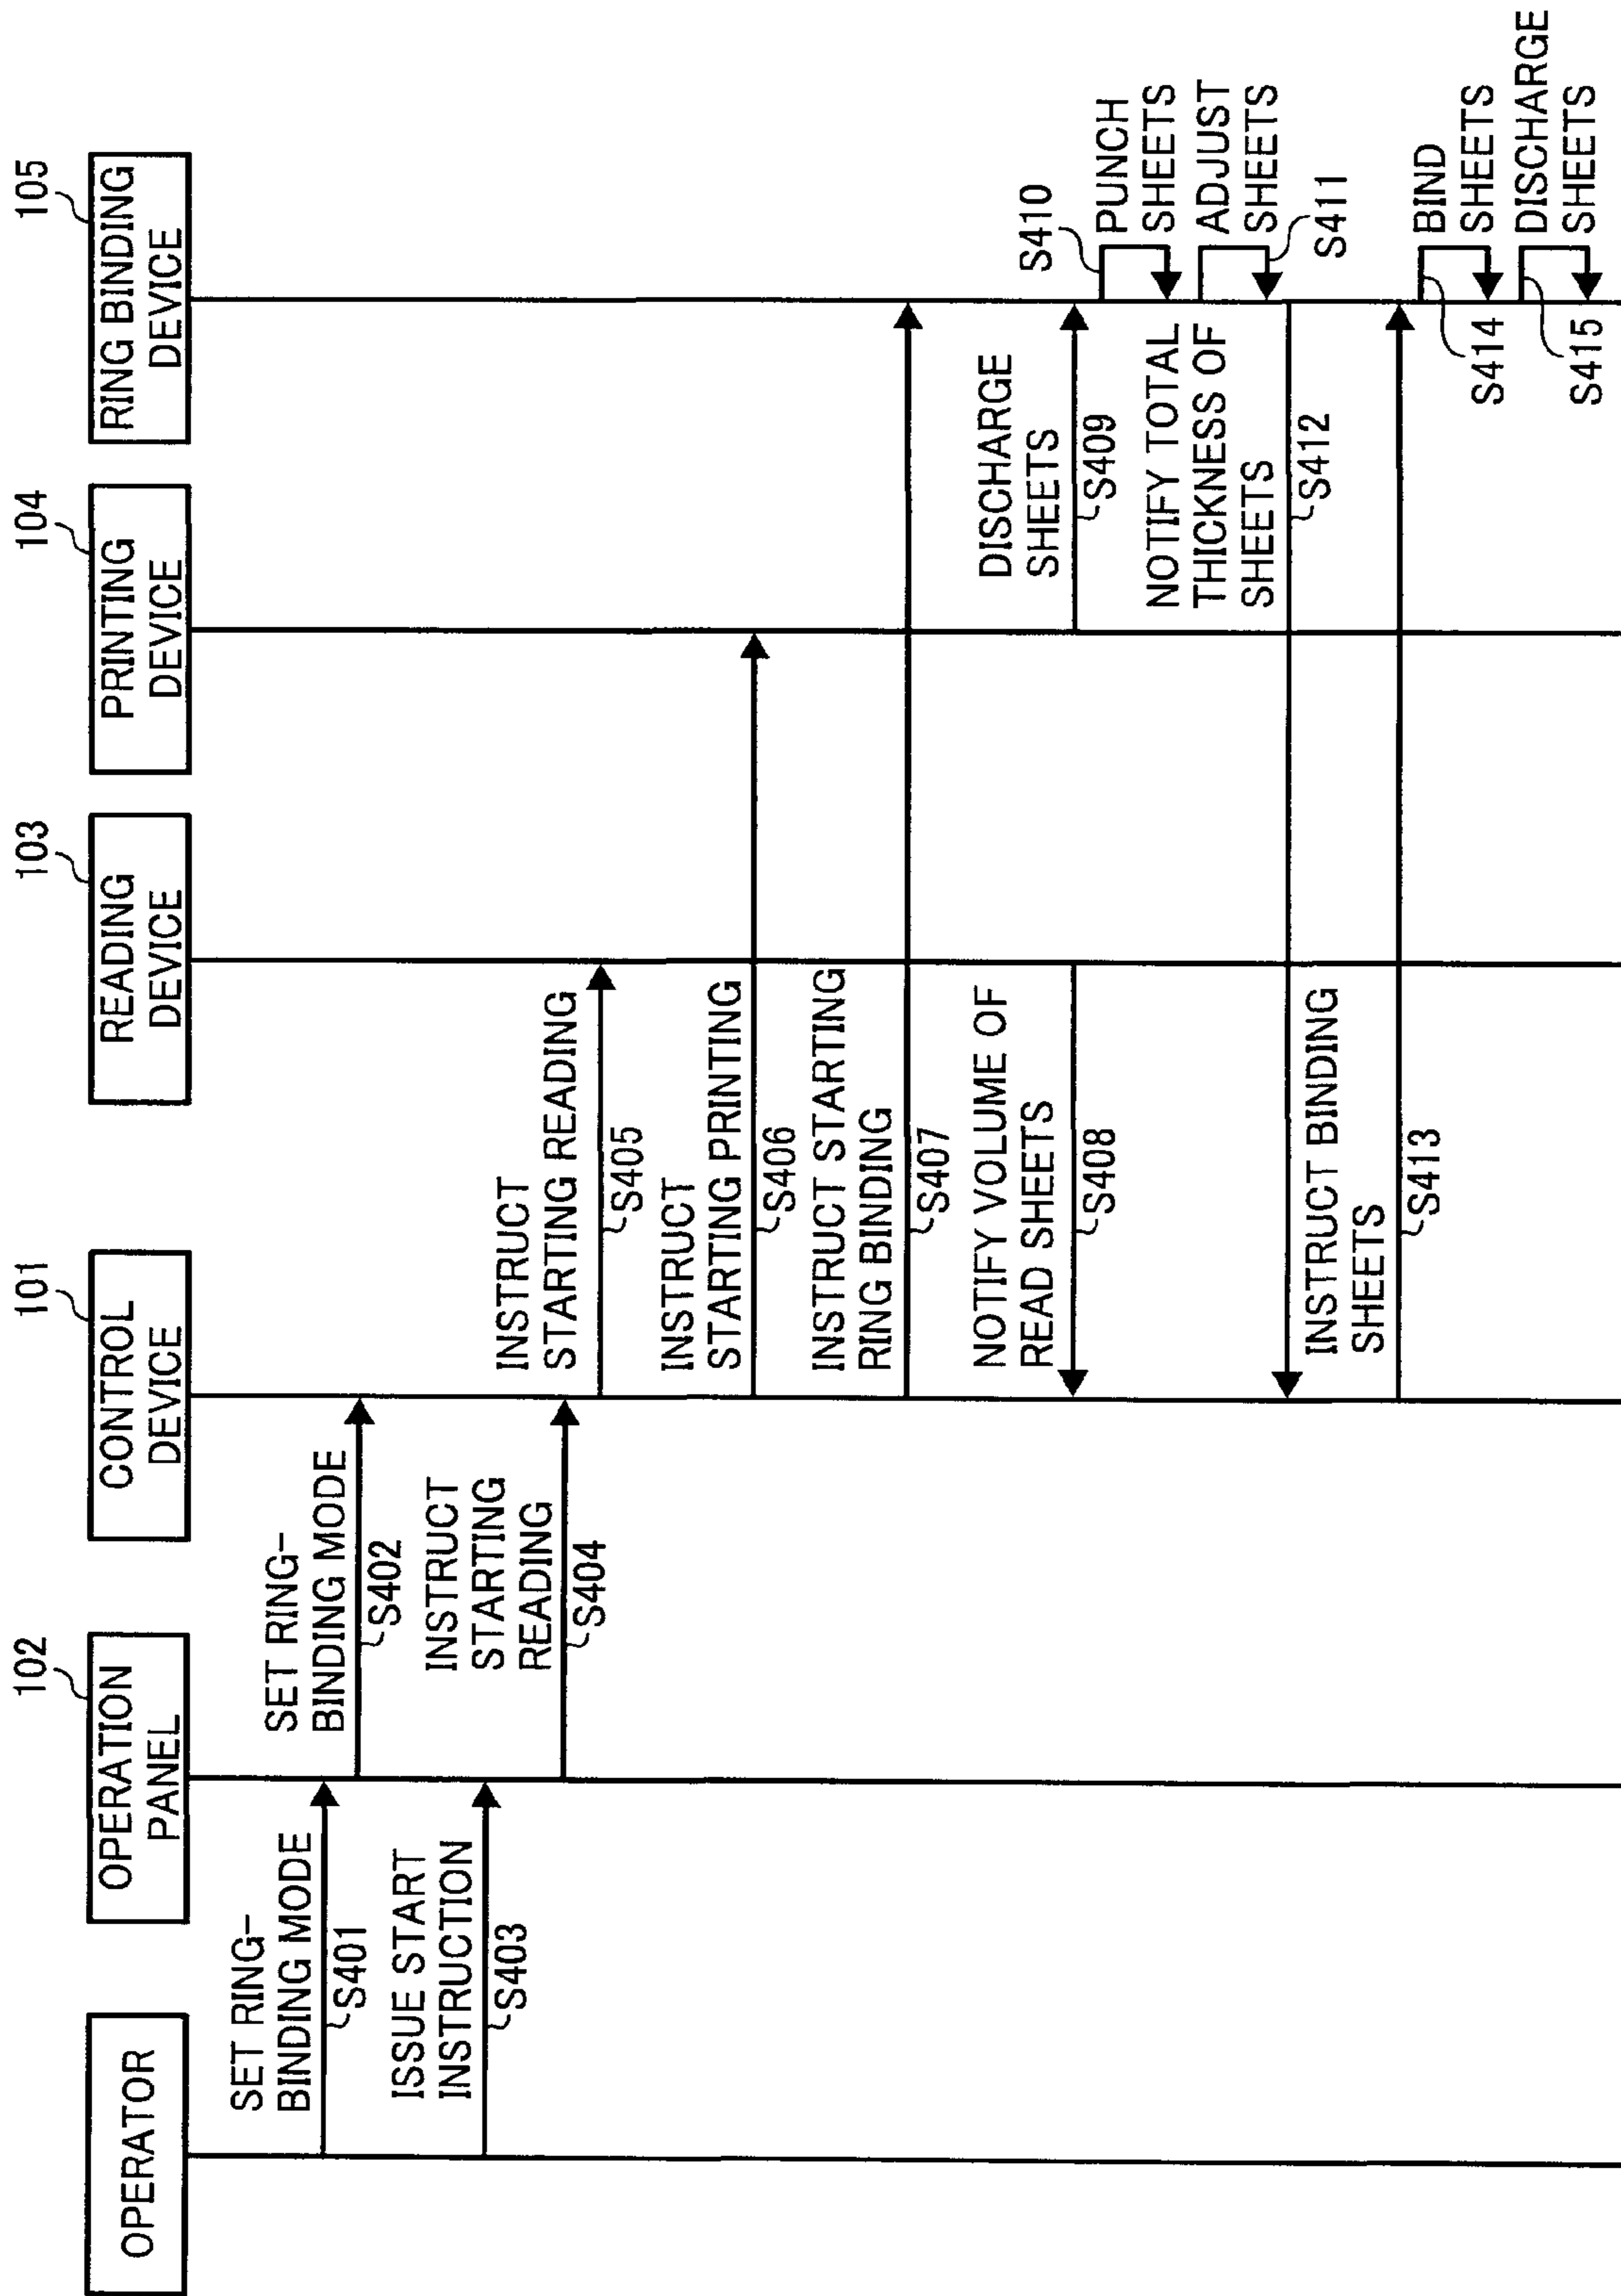 OPERATOR
102
OPERATION
PANEL
101
CONTROL
DEVICE
103
READING
DEVICE
104
PRINTING
DEVICE
105
RING BINDING
DEVICE
SET RING-
BINDING MODE
S401
SET RING-
BINDING MODE
S402
ISSUE START
INSTRUCTION
S403
INSTRUCT
STARTING
READING
S404
INSTRUCT
STARTING READING
S405
INSTRUCT
STARTING PRINTING
S406
INSTRUCT STARTING
RING BINDING
S407
NOTIFY VOLUME OF
READ SHEETS
S408
DISCHARGE
SHEETS
S409
S410
PUNCH
SHEETS
ADJUST
SHEETS
S411
NOTIFY TOTAL
THICKNESS OF
SHEETS
S412
INSTRUCT BINDING
SHEETS
S413
BIND
SHEETS
S414
DISCHARGE
SHEETS
S415